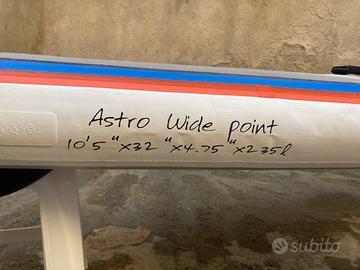 Astro Wide point
10'5"x32"x4.75"x235l
subito